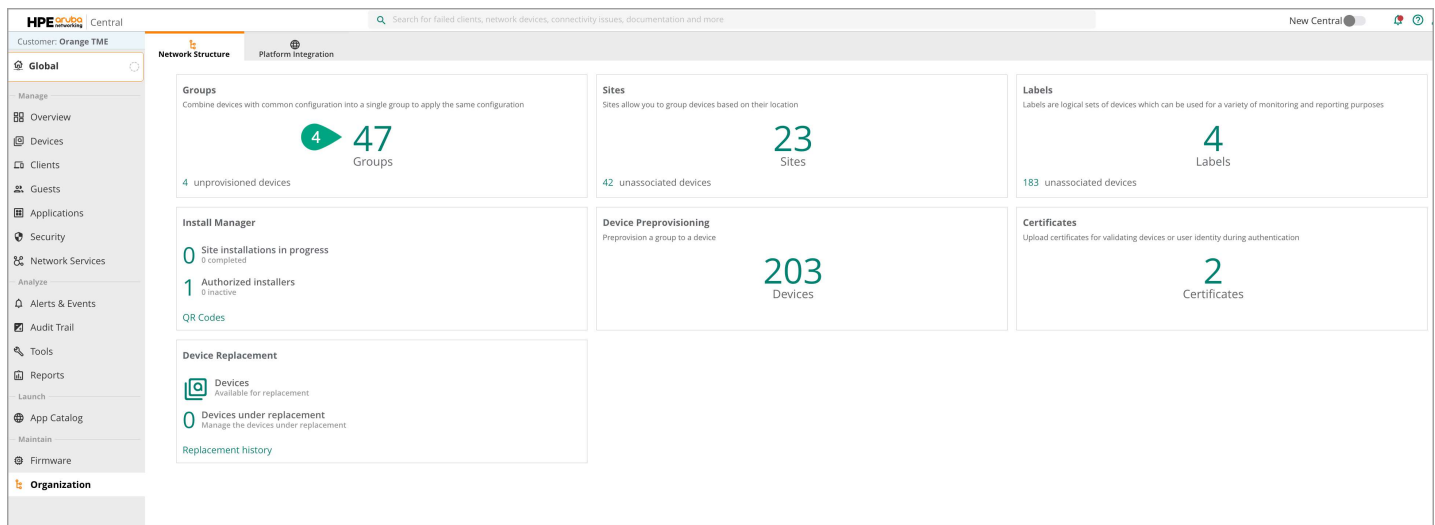 HPE aruba networking Central
Search for failed clients, network devices, connectivity issues, documentation and more
New Central
Customer: Orange TME
Global
Manage
Overview
Devices
Clients
Guests
Applications
Security
Network Services
Analyze
Alerts & Events
Audit Trail
Tools
Reports
Launch
App Catalog
Maintain
Firmware
Organization
Network Structure
Platform Integration
Groups
Combine devices with common configuration into a single group to apply the same configuration
4
47
Groups
4 unprovisioned devices
Sites
Sites allow you to group devices based on their location
23
Sites
42 unassociated devices
Labels
Labels are logical sets of devices which can be used for a variety of monitoring and reporting purposes
4
Labels
183 unassociated devices
Install Manager
0 Site installations in progress
0 completed
1 Authorized installers
0 inactive
QR Codes
Device Preprovisioning
Preprovision a group to a device
203
Devices
Certificates
Upload certificates for validating devices or user identity during authentication
2
Certificates
Device Replacement
Devices
Available for replacement
0 Devices under replacement
Manage the devices under replacement
Replacement history